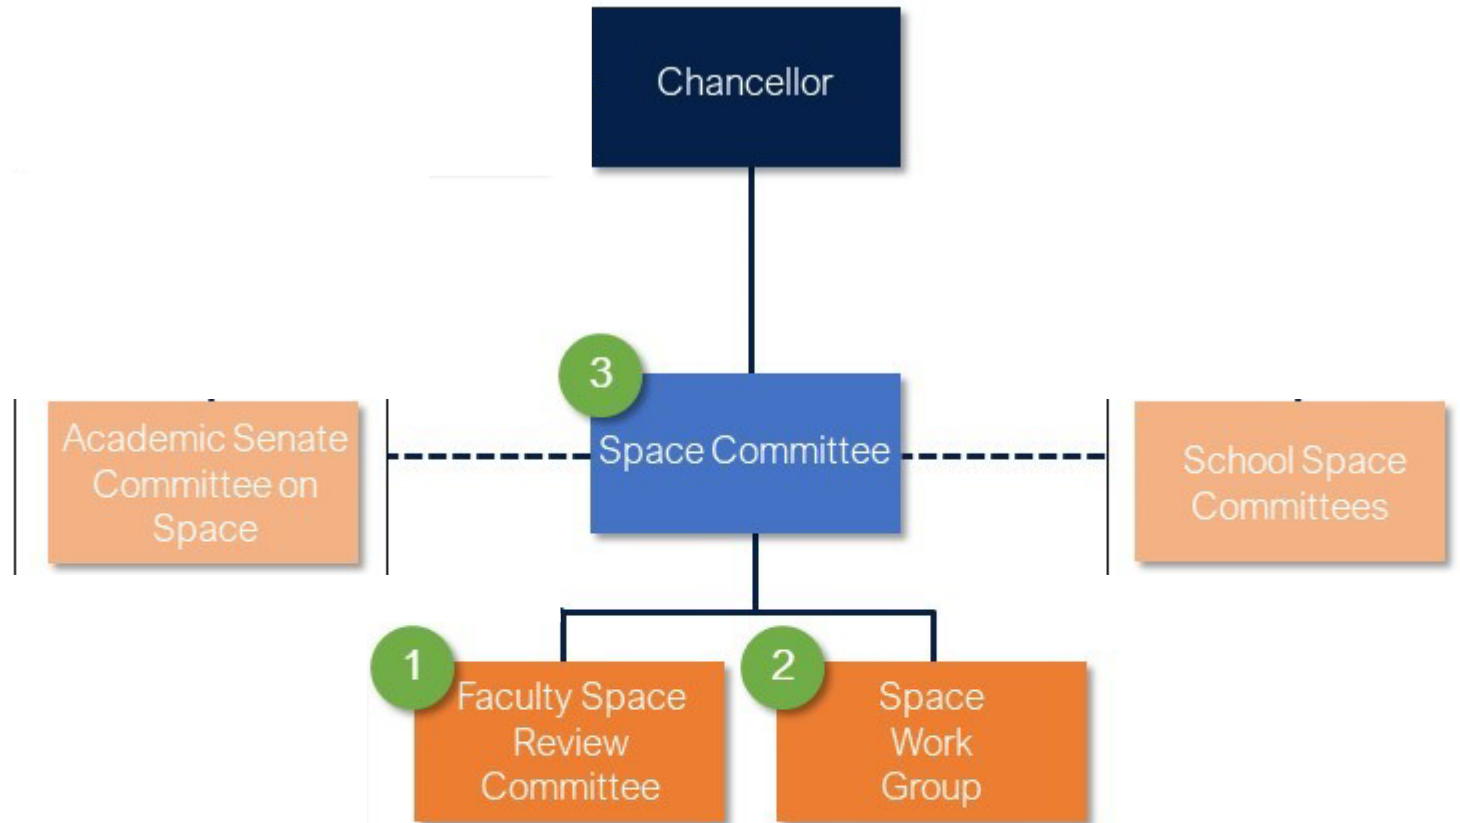 Chancellor
3
Space Committee
Academic Senate
Committee on
Space
School Space
Committees
1
Faculty Space
Review
Committee
2
Space
Work
Group